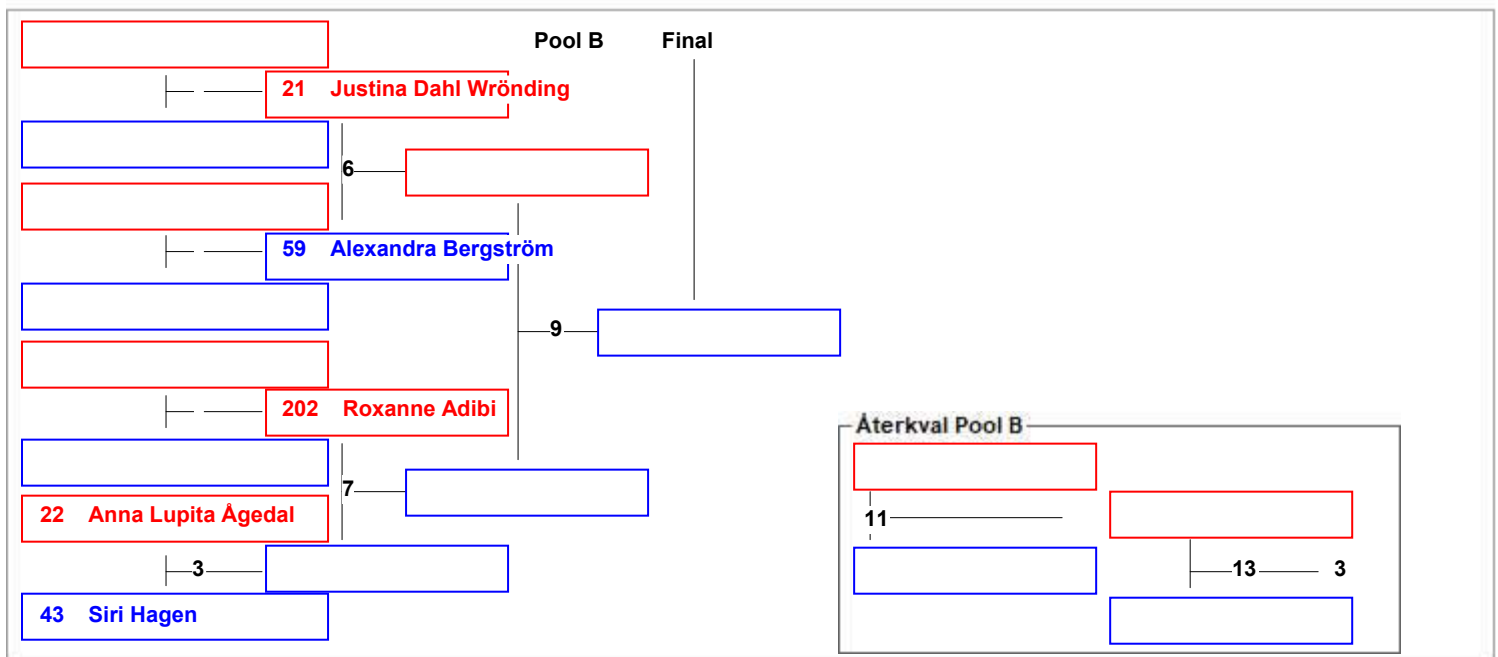 Pool B Final
21 Justina Dahl Wrönding
6
59 Alexandra Bergström
9
202 Roxanne Adibi
Återkval Pool B
7
22 Anna Lupita Ågedal
11
3
13 3
43 Siri Hagen